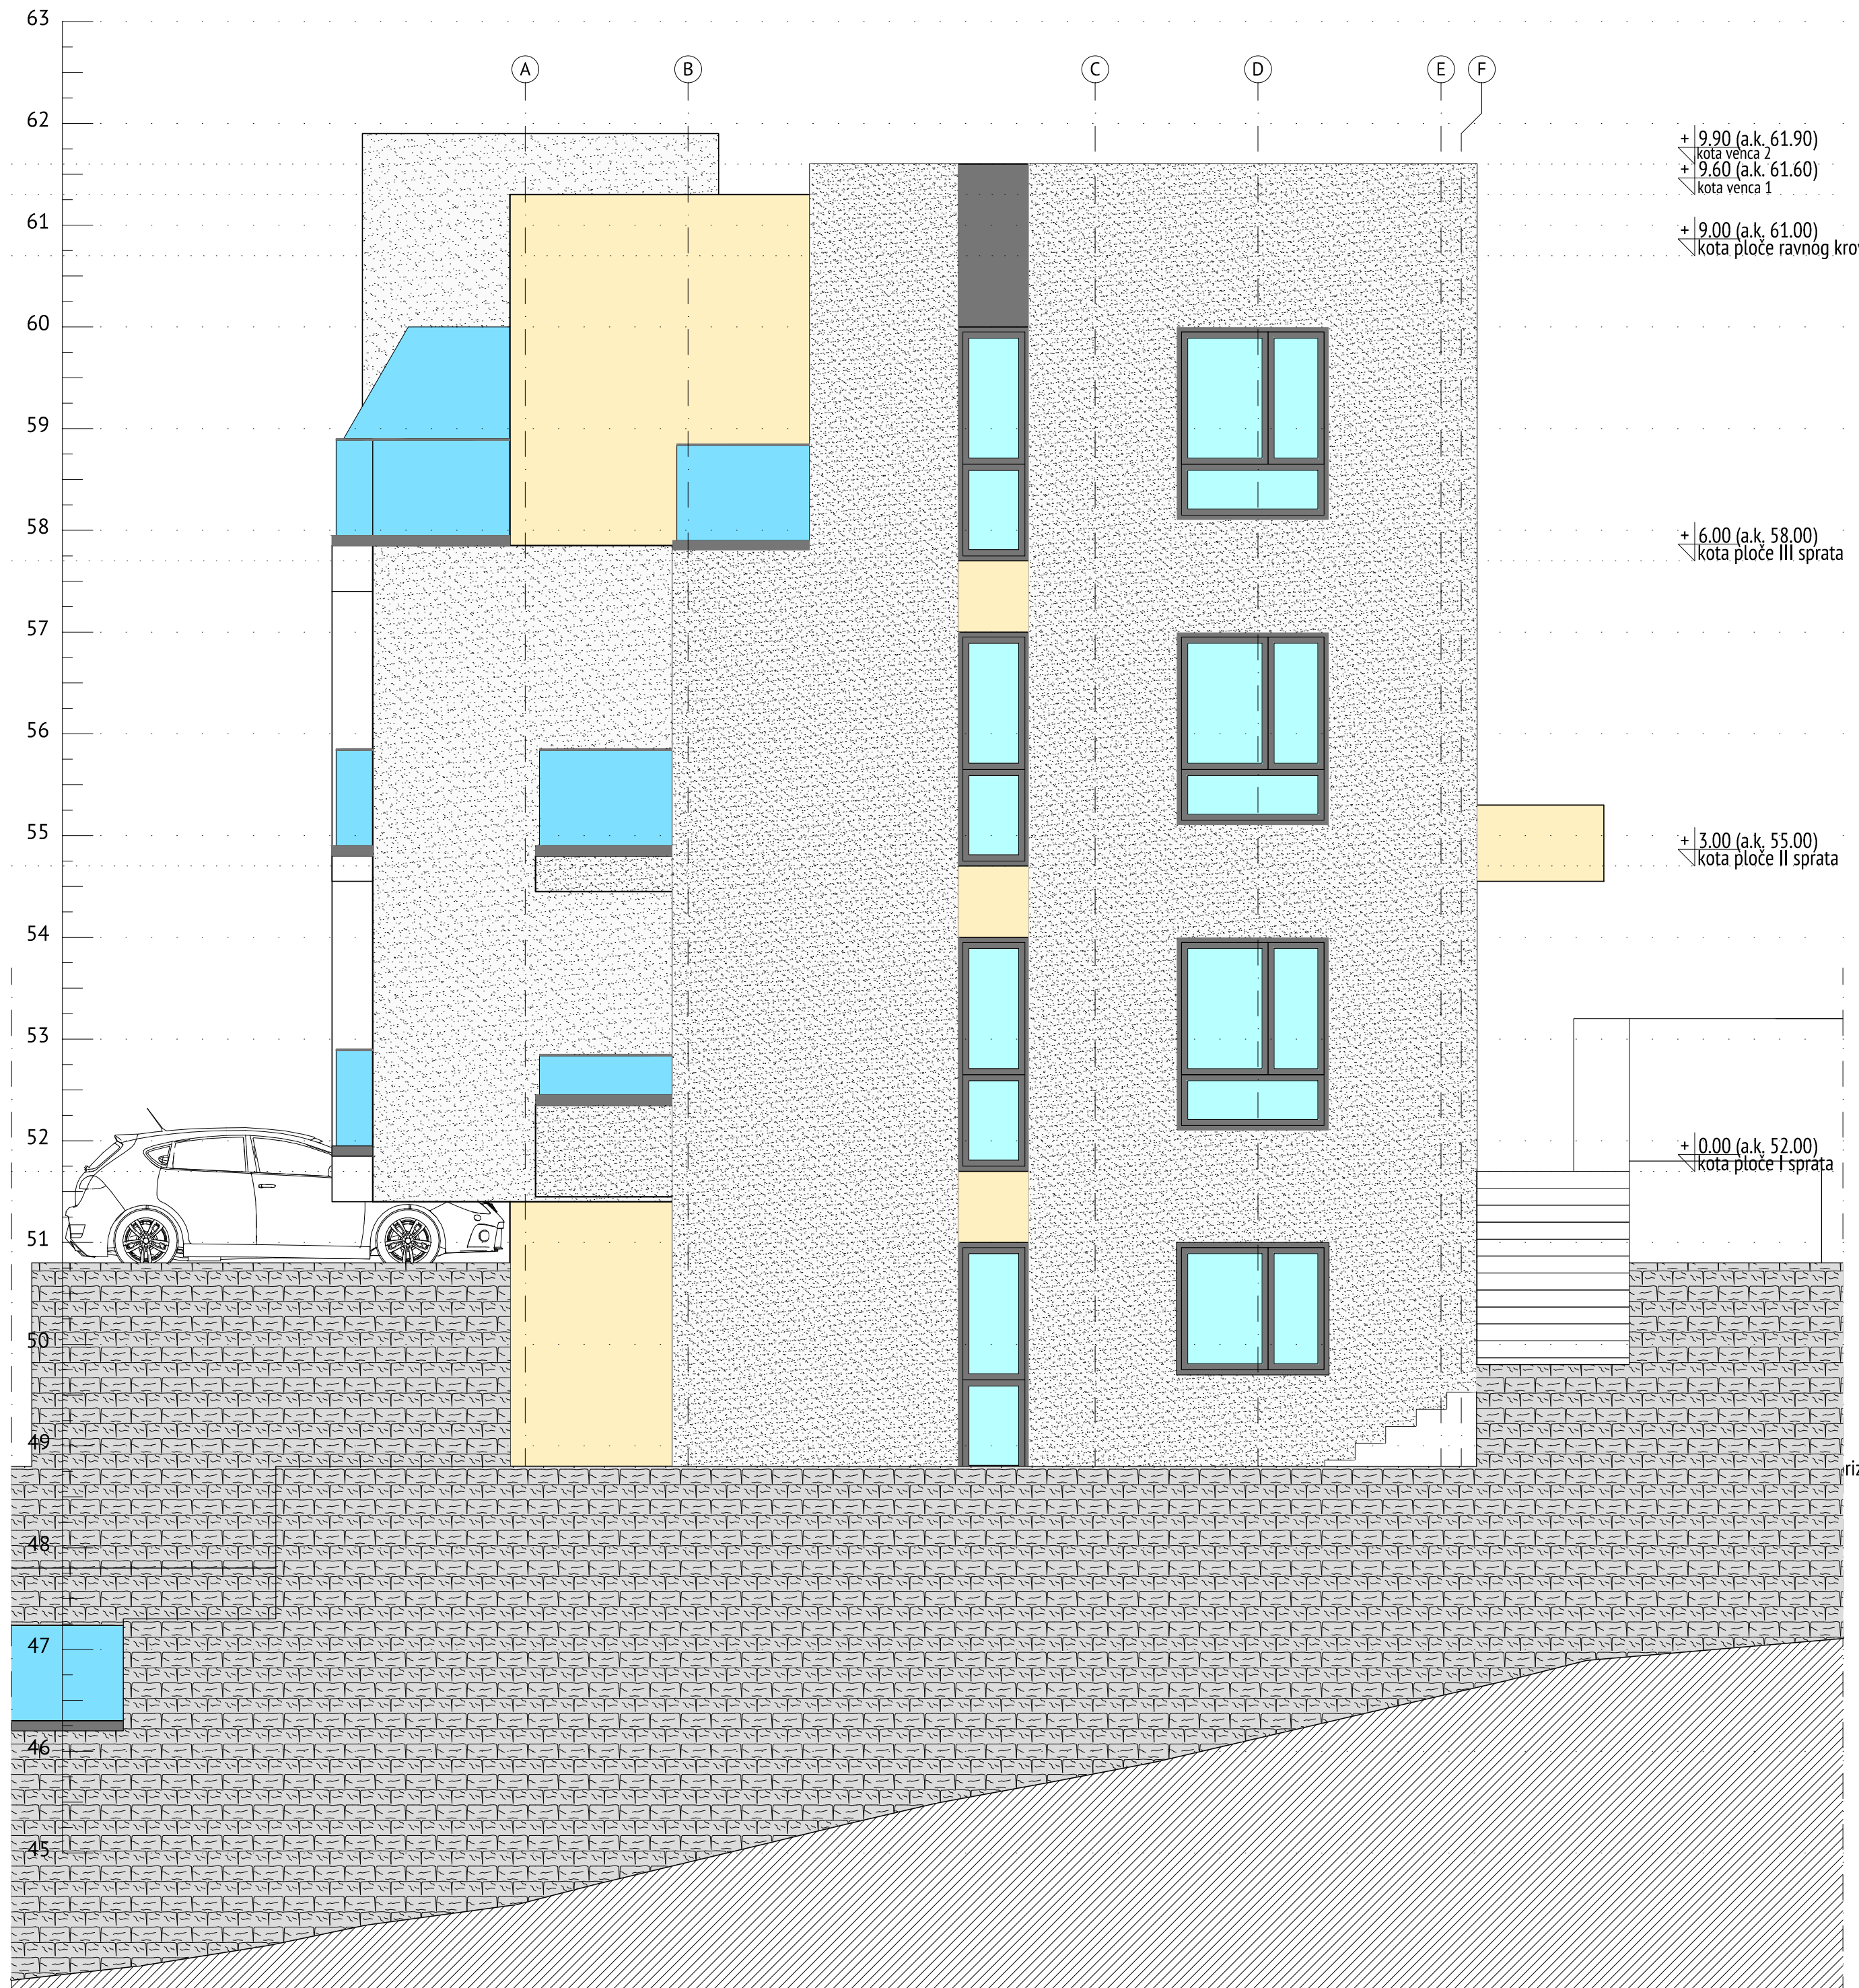 63
A B C D E F
62
+ 9.90 (a.k. 61.90)
kota venca 2
+ 9.60 (a.k. 61.60)
kota venca 1
61
+ 9.00 (a.k. 61.00)
kota ploče ravnog krov
60
59
58
+ 6.00 (a.k. 58.00)
kota ploče III sprata
57
56
55
+ 3.00 (a.k. 55.00)
kota ploče II sprata
54
53
52
+ 0.00 (a.k. 52.00)
kota ploče I sprata
51
50
49
48
47
46
45